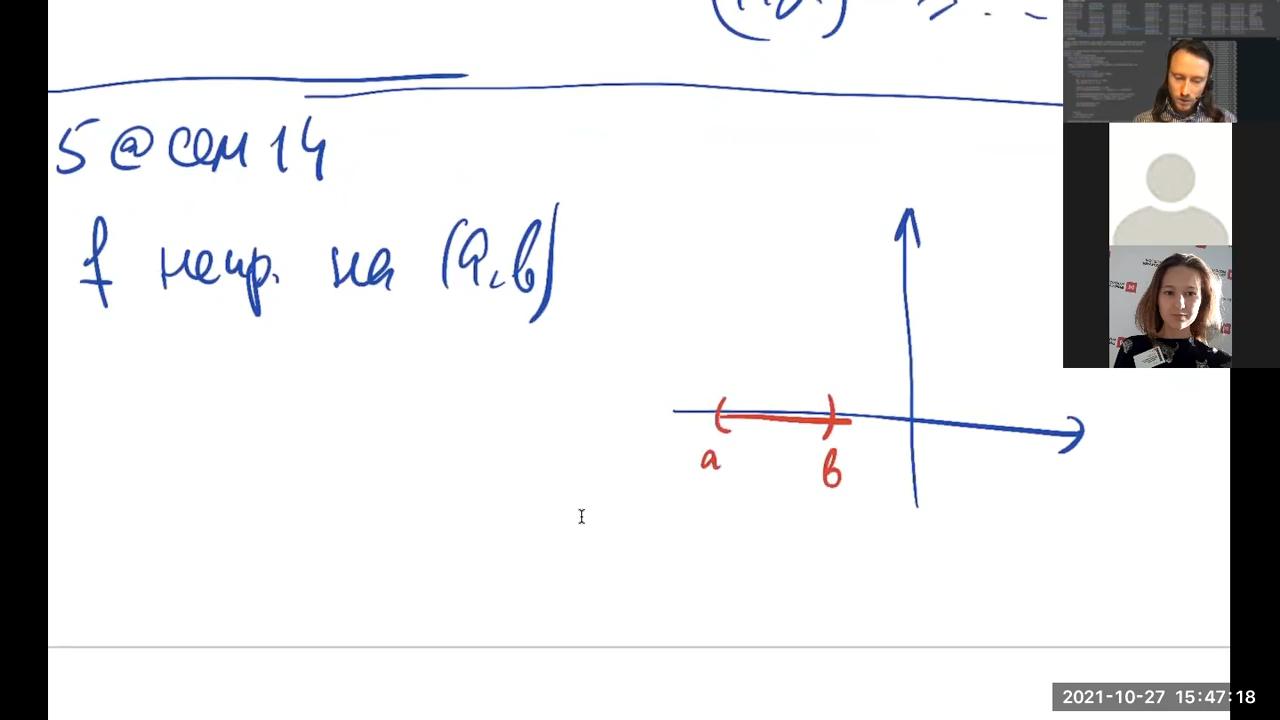 5 @ сем 14
f непр. на (a, b)
a
b
2021-10-27 15:47:18